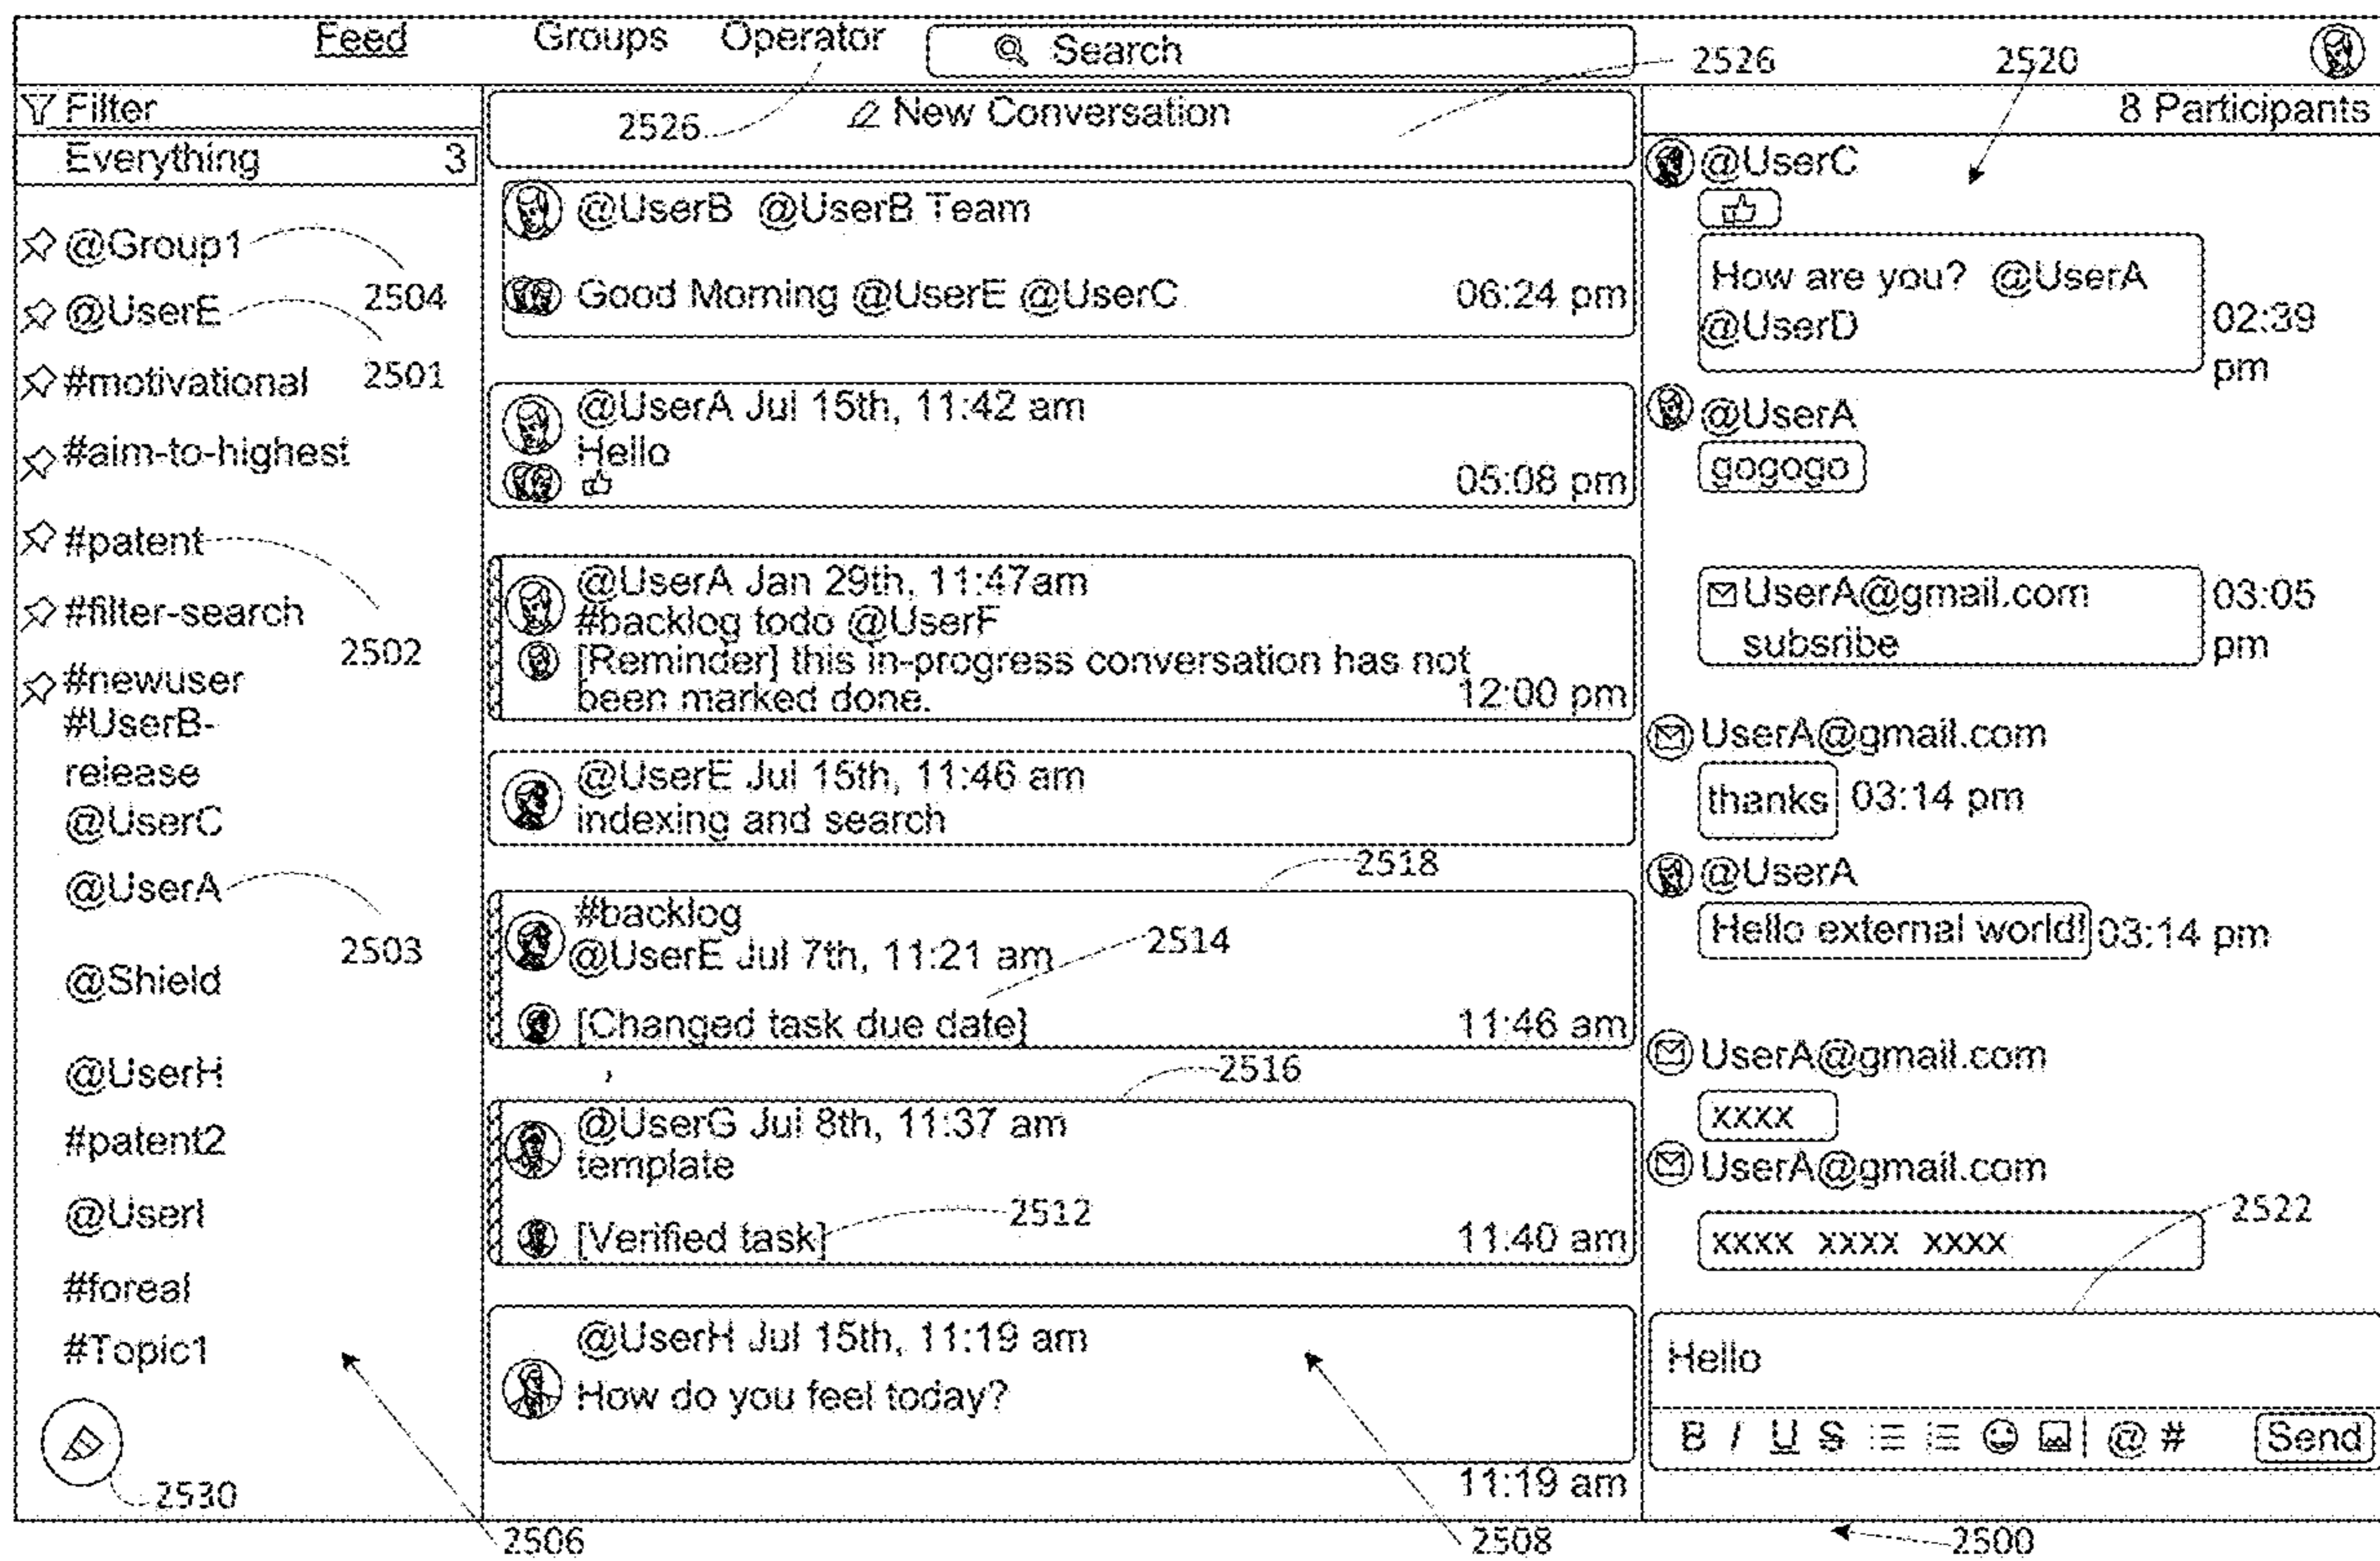 Feed Groups Operator Search 2526 2520
Filter
Everything 3
@Group1
2504
@UserE
2501
#motivational
#aim-to-highest
#patent
#filter-search
2502
#newuser
#UserB-
release
@UserC
@UserA
2503
@Shield
@UserH
#patent2
@UserI
#foreal
#Topic1
2530
2506
2526
New Conversation
@UserB @UserB Team
Good Morning @UserE @UserC 06:24 pm
@UserA Jul 15th, 11:42 am
Hello
05:08 pm
@UserA Jan 29th, 11:47am
#backlog todo @UserF
[Reminder] this in-progress conversation has not
been marked done. 12:00 pm
@UserE Jul 15th, 11:46 am
indexing and search
2518
#backlog
@UserE Jul 7th, 11:21 am 2514
[Changed task due date] 11:46 am
2516
@UserG Jul 8th, 11:37 am
template
2512
[Verified task] 11:40 am
@UserH Jul 15th, 11:19 am
How do you feel today?
11:19 am
2508
8 Participants
@UserC
How are you? @UserA
@UserD
02:39
pm
@UserA
gogogo
UserA@gmail.com
subsribe
03:05
pm
UserA@gmail.com
thanks 03:14 pm
@UserA
Hello external world! 03:14 pm
UserA@gmail.com
xxxx
UserA@gmail.com
2522
xxxx xxxx xxxx
Hello
B I U S @ # Send
2500